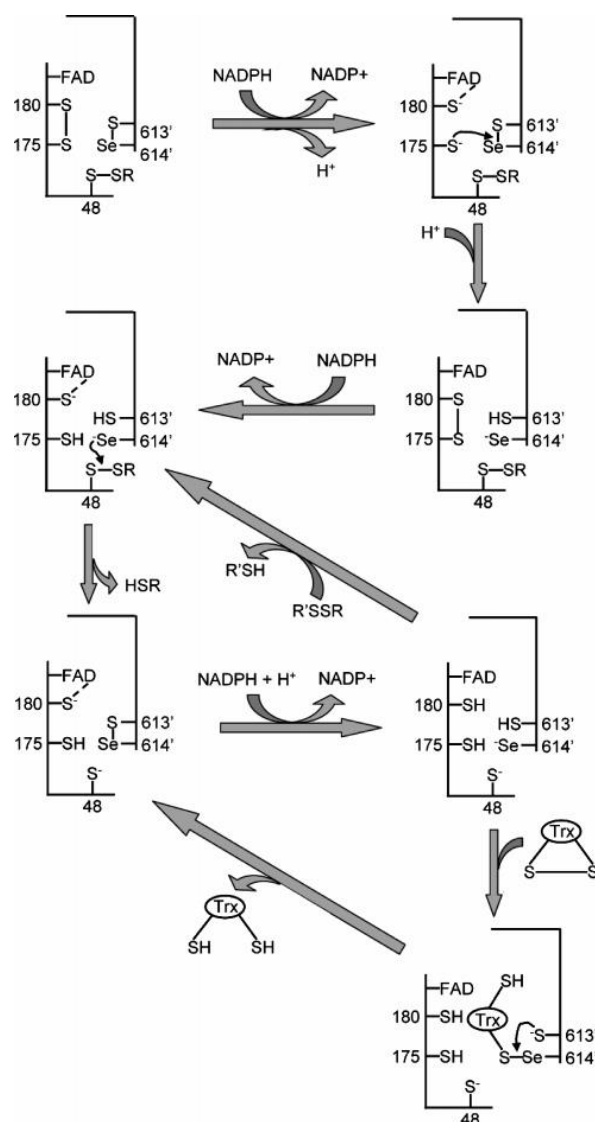 FAD
180
S
S
613'
175
S
Se
614'
S
SR
48
NADPH
NADP+
H⁺
FAD
180
S⁻
S
613'
175
S⁻
Se
614'
S
SR
48
H⁺
FAD
180
S⁻
HS
613'
175
SH
⁻Se
614'
S
SR
48
NADP+
NADPH
FAD
180
S
HS
613'
175
S
⁻Se
614'
S
SR
48
HSR
R'SH
R'SSR
FAD
180
S⁻
S
613'
175
SH
Se
614'
S⁻
48
NADPH + H⁺
NADP+
FAD
180
SH
HS
613'
175
SH
⁻Se
614'
S⁻
48
Trx
S
S
Trx
SH
SH
FAD
SH
180
SH
Trx
⁻S
613'
175
SH
S
Se
614'
S⁻
48